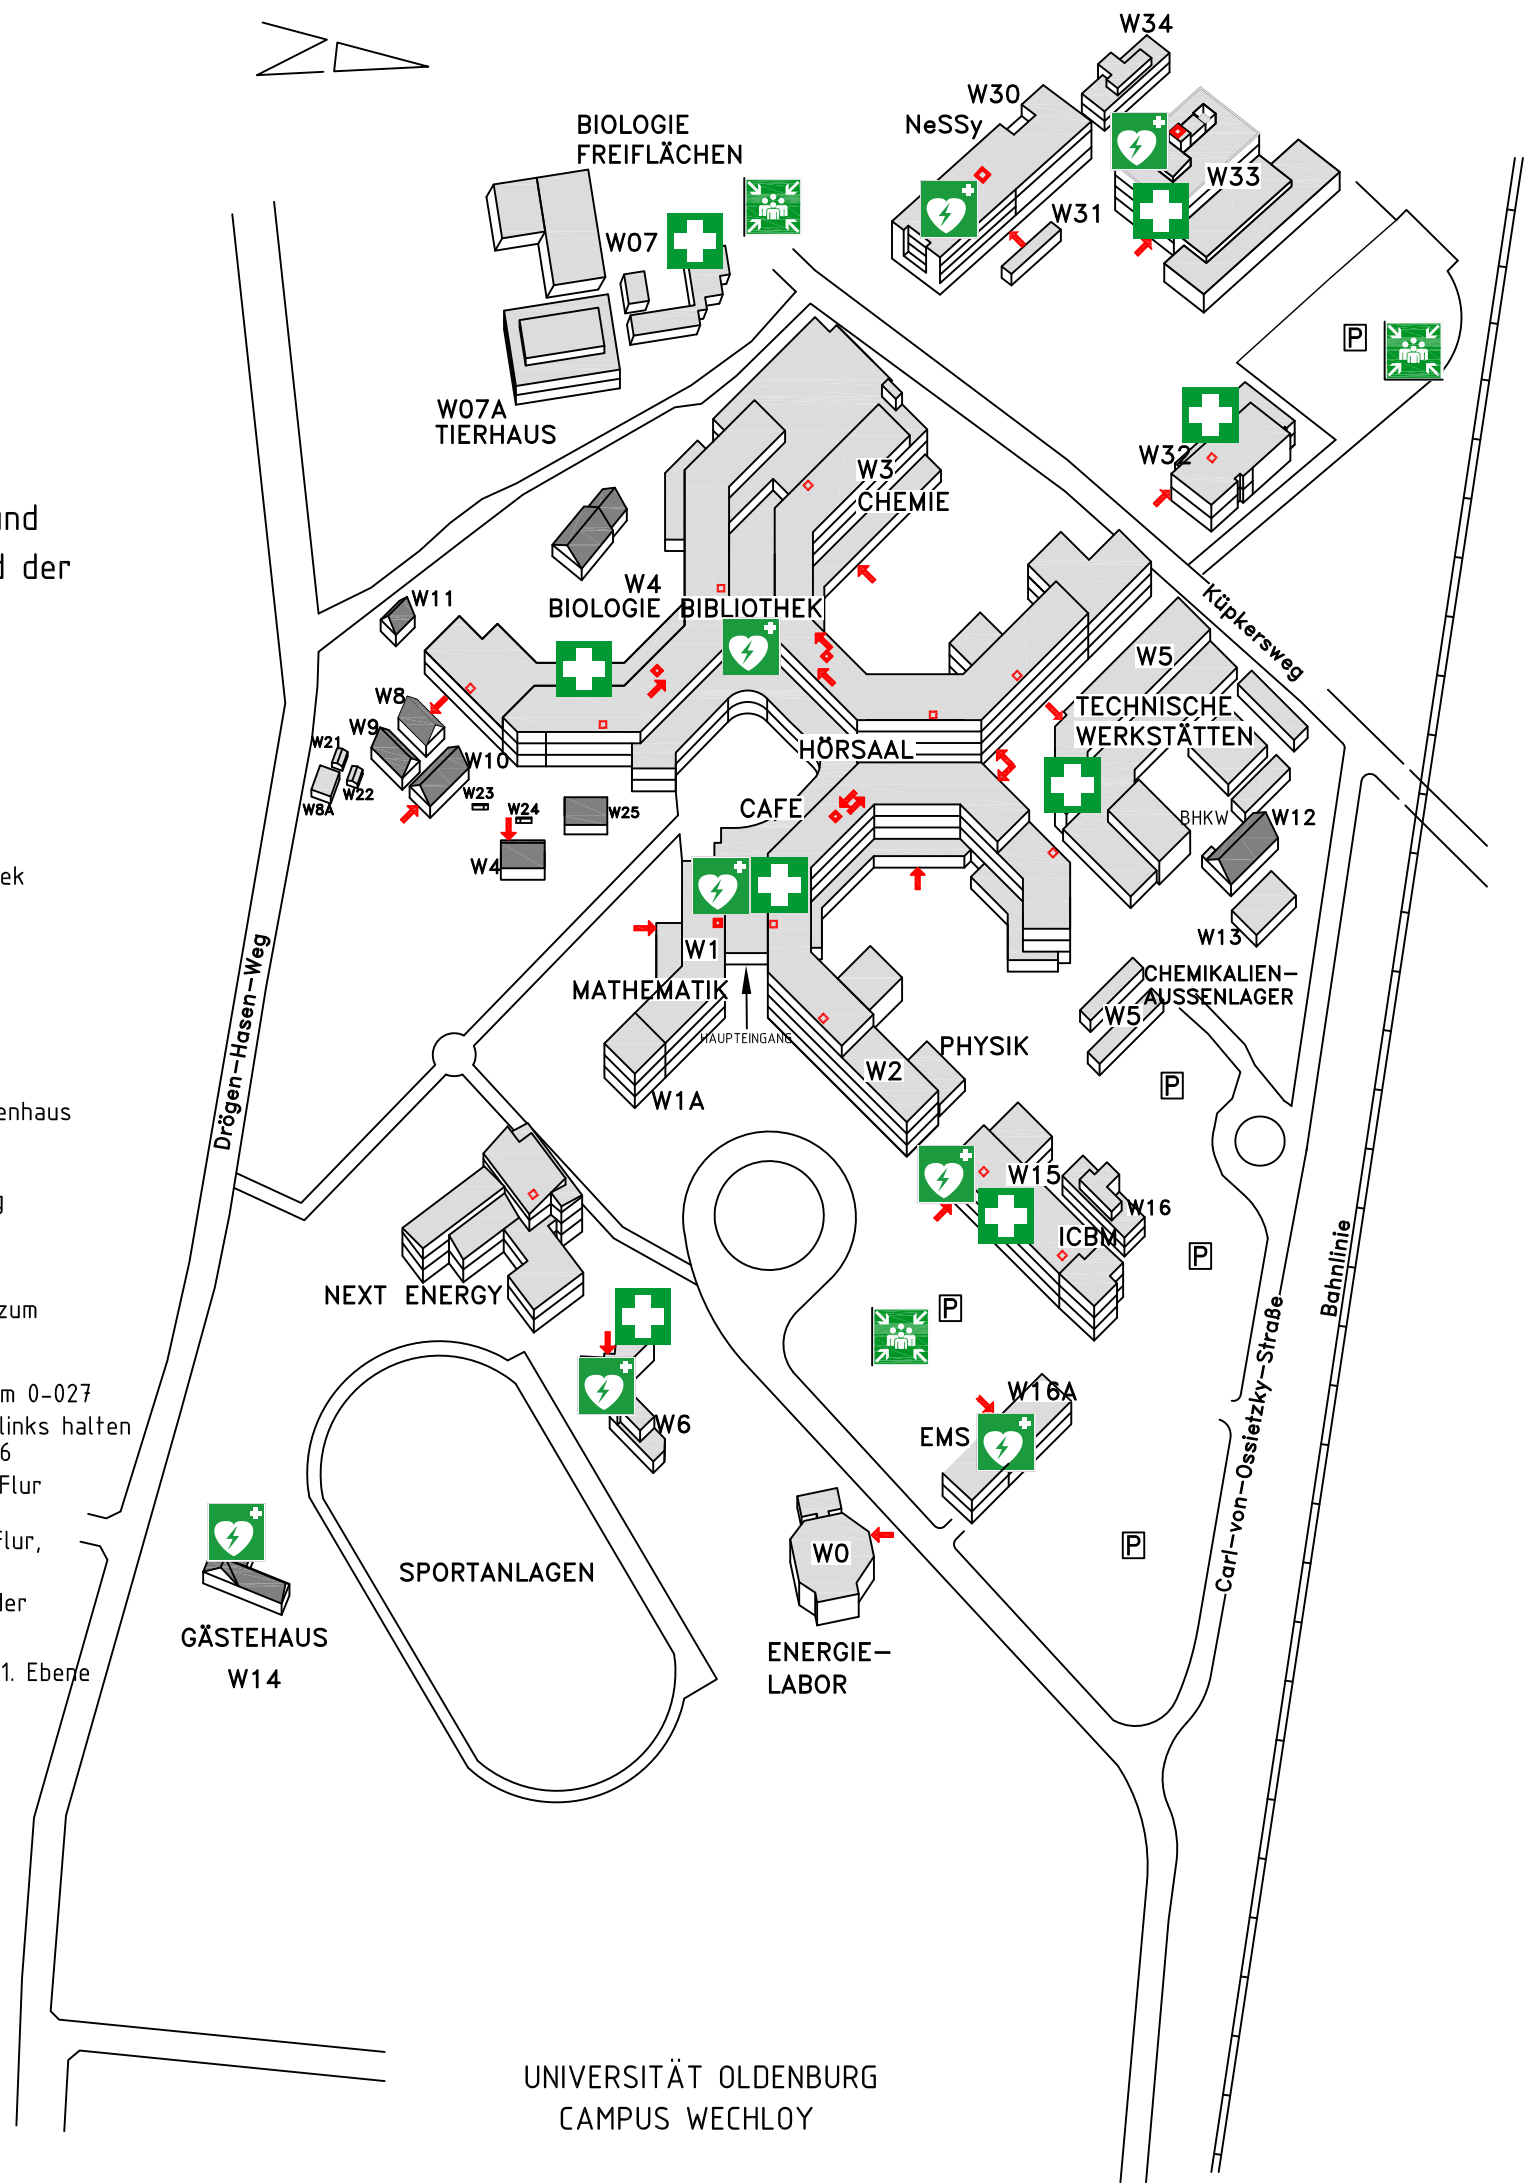 W34
W30
NeSSy
BIOLOGIE
FREIFLÄCHEN
W33
W31
W07
P
W07A
TIERHAUS
W32
W3
CHEMIE
und
der
W4
BIOLOGIE
BIBLIOTHEK
W11
Küpkersweg
W5
W8
TECHNISCHE
WERKSTÄTTEN
W9
W21
HÖRSAAL
W10
W22
W8A
W23
W24
W25
CAFE
BHKW
W12
W4
W13
W1
MATHEMATIK
CHEMIKALIEN-
AUSSENLAGER
W5
HAUPTEINGANG
PHYSIK
W2
P
W1A
Drögen-Hasen-Weg
W15
W16
ICBM
P
NEXT ENERGY
P
Bahnlinie
zum
m 0-027
links halten
6
Flur
W16A
EMS
W6
Carl-von-Ossietzky-Straße
P
W0
SPORTANLAGEN
GÄSTEHAUS
W14
ENERGIE-
LABOR
1. Ebene
UNIVERSITÄT OLDENBURG
CAMPUS WECHLOY